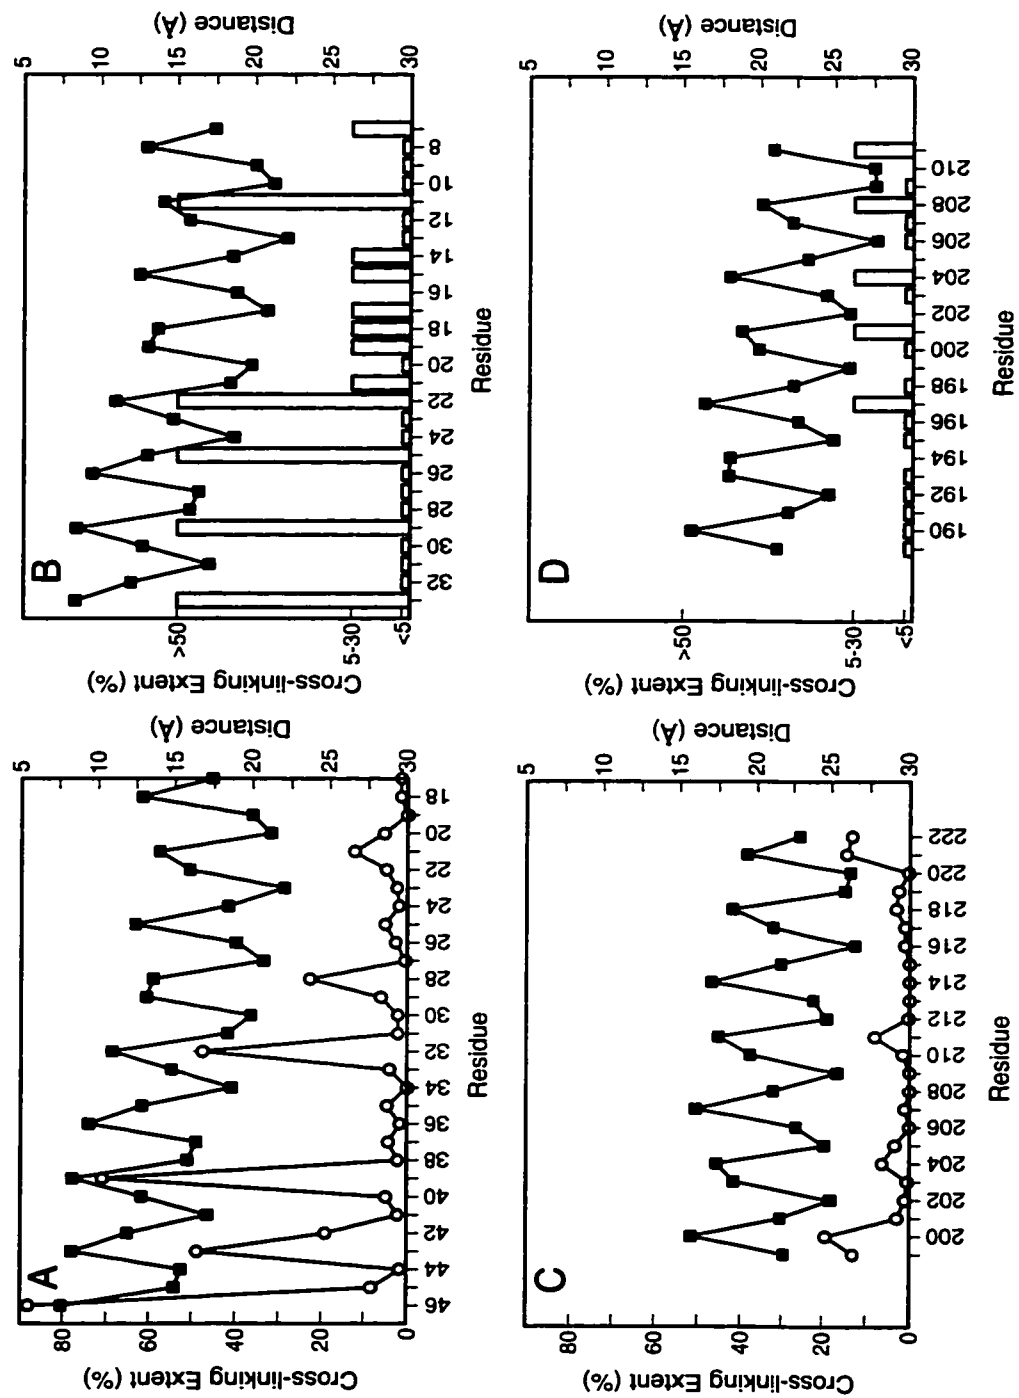 A
Cross-linking Extent (%)
80 60 40 20 0
46 44 42 40 38 36 34 32 30 28 26 24 22 20 18
Residue
5 10 15 20 25 30
Distance (Å)
B
Cross-linking Extent (%)
>50 5-30 <5
32 30 28 26 24 22 20 18 16 14 12 10 8
Residue
5 10 15 20 25 30
Distance (Å)
C
Cross-linking Extent (%)
80 60 40 20 0
200 202 204 206 208 210 212 214 216 218 220 222
Residue
5 10 15 20 25 30
Distance (Å)
D
Cross-linking Extent (%)
>50 5-30 <5
190 192 194 196 198 200 202 204 206 208 210
Residue
5 10 15 20 25 30
Distance (Å)